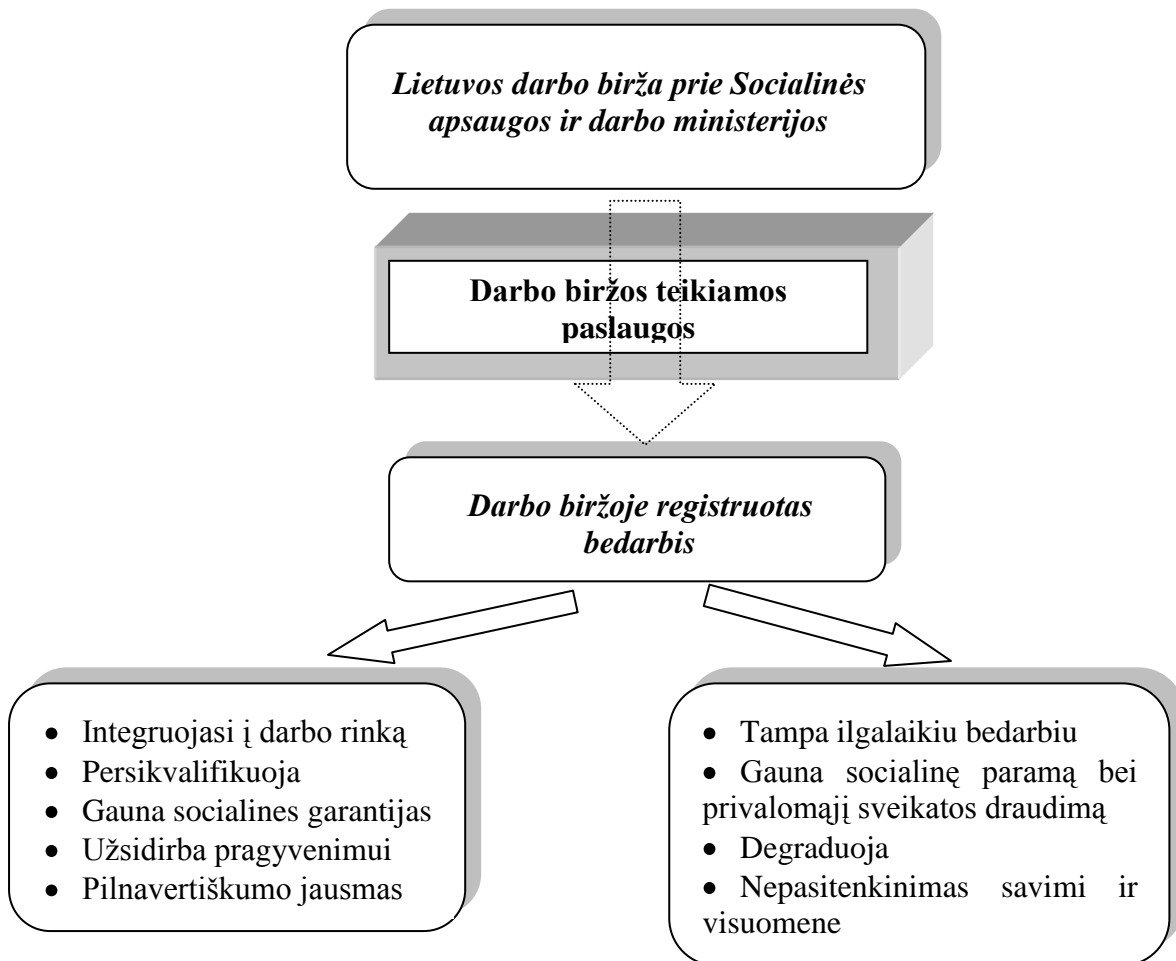 Lietuvos darbo birža prie Socialinės
apsaugos ir darbo ministerijos
Darbo biržos teikiamos
paslaugos
Darbo biržoje registruotas
bedarbis
• Integruojasi į darbo rinką
• Persikvalifikuoja
• Gauna socialines garantijas
• Užsidirba pragyvenimui
• Pilnavertiškumo jausmas
• Tampa ilgalaikiu bedarbiu
• Gauna socialinę paramą bei
privalomąjį sveikatos draudimą
• Degraduoja
• Nepasitenkinimas savimi ir
visuomene